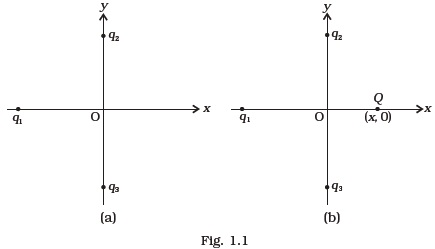 y y
q₂ q₂
Q
x x
q₁ O q₁ O (x, 0)
q₃ q₃
(a) (b)
Fig. 1.1